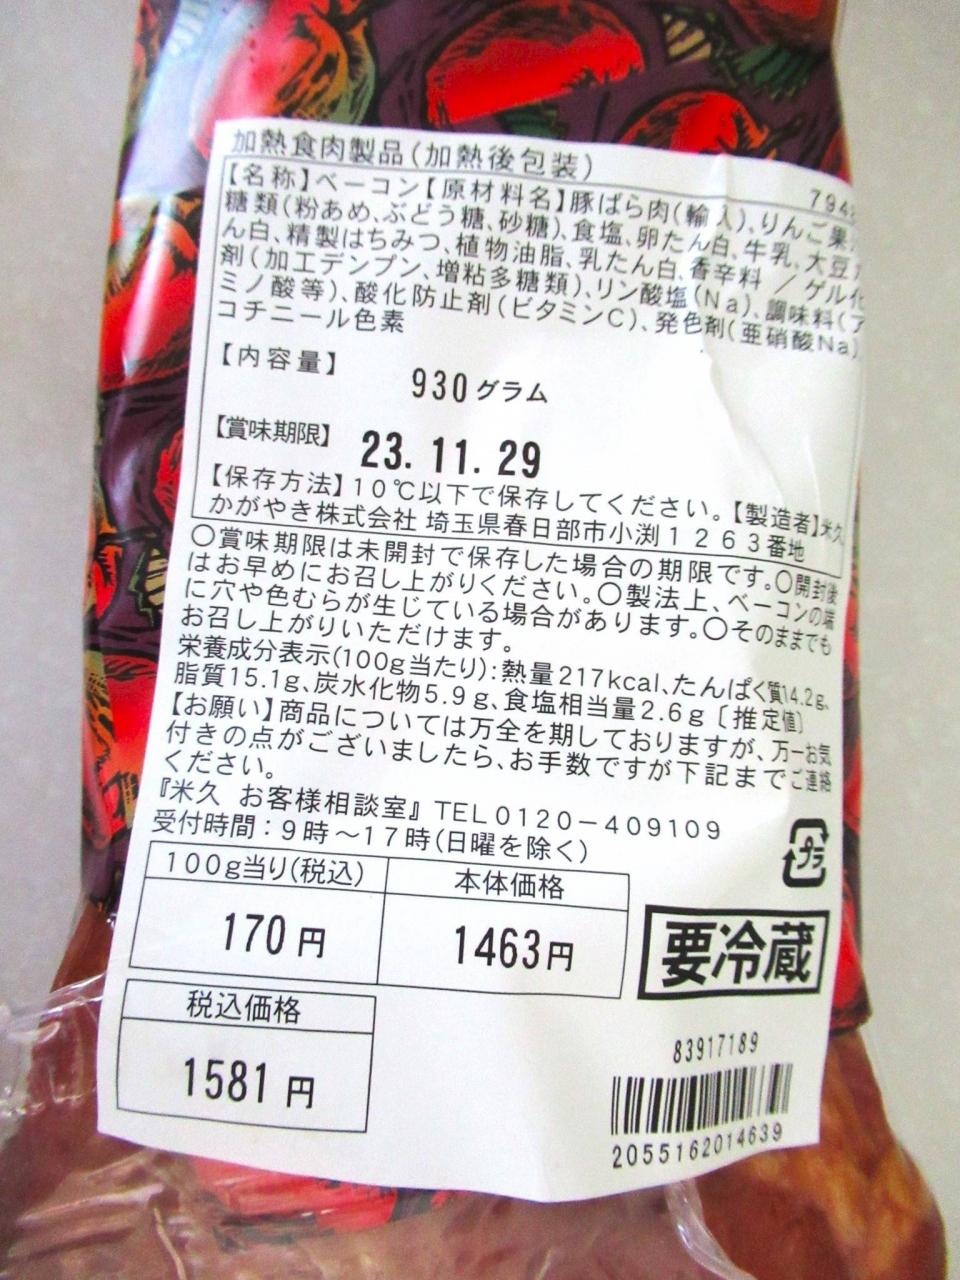 加熱食肉製品(加熱後包装)
794
【名称】ベーコン【原材料名】豚ばら肉(輸入)、りんご果
糖類(粉あめ、ぶどう糖、砂糖)、食塩、卵たん白、牛乳、大豆た
ん白、精製はちみつ、植物油脂、乳たん白、香辛料／ゲル化
剤(加工デンプン、増粘多糖類)、リン酸塩(Na)、調味料(ア
ミノ酸等)、酸化防止剤(ビタミンC)、発色剤(亜硝酸Na)、
コチニール色素
【内容量】 930グラム
【賞味期限】 23.11.29
【保存方法】10℃以下で保存してください。【製造者】米久
かがやき株式会社 埼玉県春日部市小渕1263番地
〇賞味期限は未開封で保存した場合の期限です。〇開封後
はお早めにお召し上がりください。〇製法上、ベーコンの端
に穴や色むらが生じている場合があります。〇そのままでも
お召し上がりいただけます。
栄養成分表示(100g当たり):熱量217kcal、たんぱく質14.2g、
脂質15.1g、炭水化物5.9g、食塩相当量2.6g〔推定値〕
【お願い】商品については万全を期しておりますが、万一お気
付きの点がございましたら、お手数ですが下記までご連絡
ください。
『米久 お客様相談室』TEL0120－409109
受付時間：9時～17時(日曜を除く)
プラ
100g当り(税込) 本体価格
170円 1463円
要冷蔵
税込価格
1581円
83917189
2055162014639